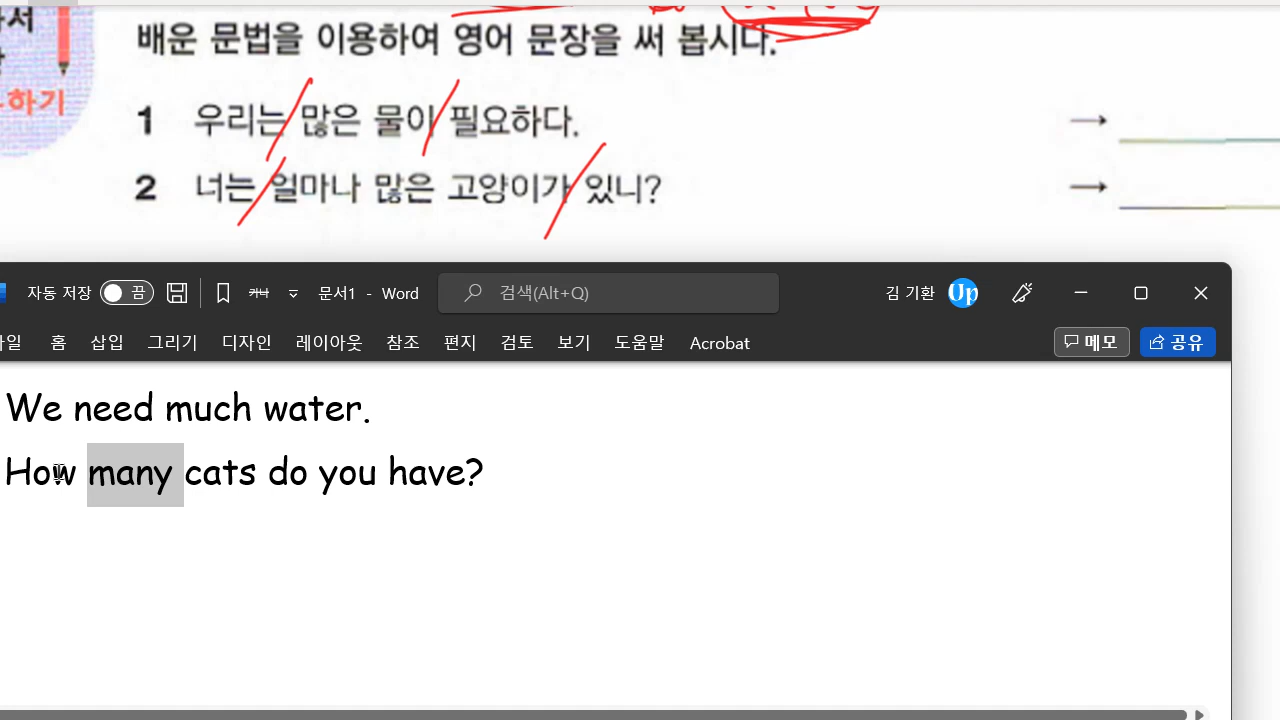 서
하기
배운 문법을 이용하여 영어 문장을 써 봅시다.
1 우리는 많은 물이 필요하다. →
2 너는 얼마나 많은 고양이가 있니? →
자동 저장 끔 문서1 - Word 검색(Alt+Q) 김 기환 Up
일 홈 삽입 그리기 디자인 레이아웃 참조 편지 검토 보기 도움말 Acrobat 메모 공유
We need much water.
How many cats do you have?